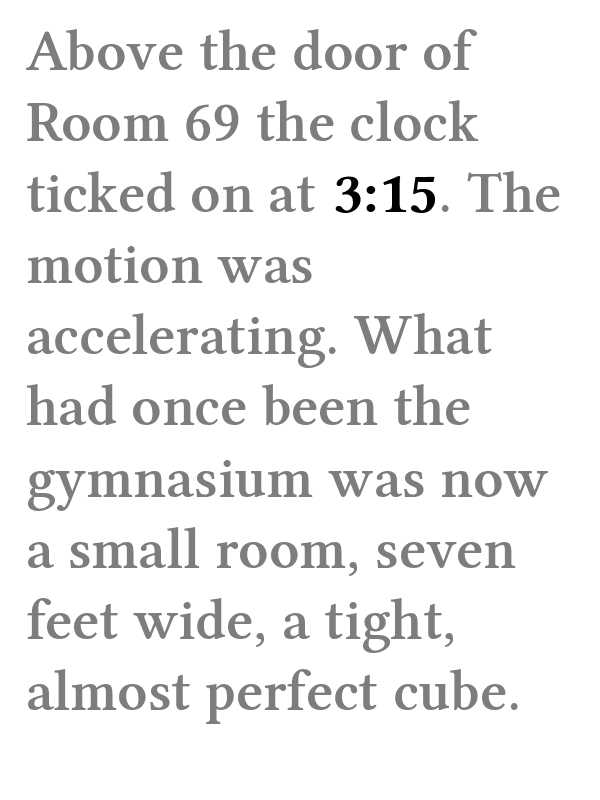 Above the door of
Room 69 the clock
ticked on at 3:15. The
motion was
accelerating. What
had once been the
gymnasium was now
a small room, seven
feet wide, a tight,
almost perfect cube.